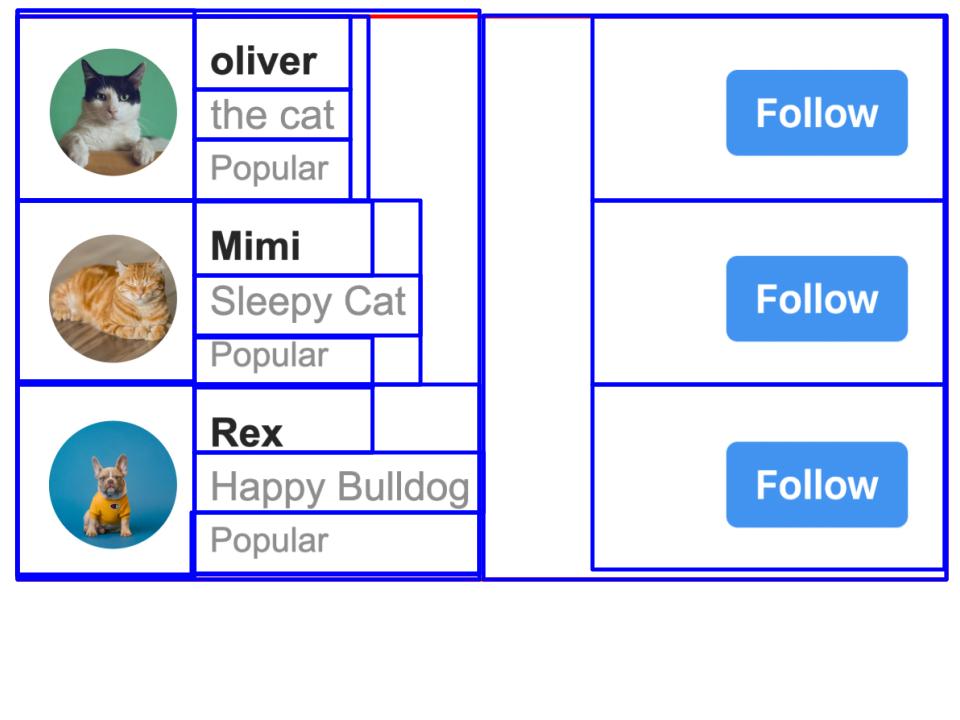 oliver
the cat
Popular
Follow
Mimi
Sleepy Cat
Popular
Follow
Rex
Happy Bulldog
Popular
Follow